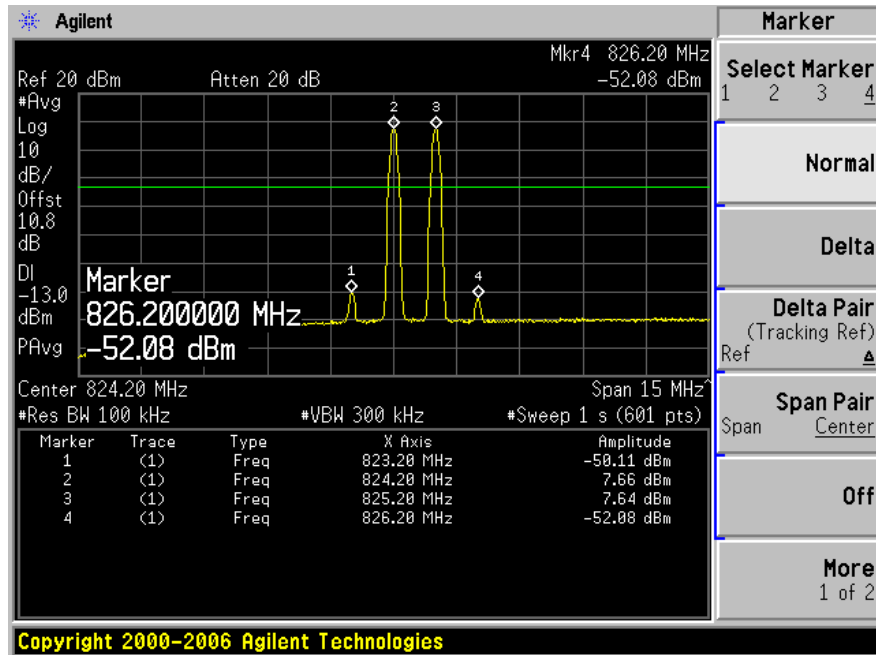 Agilent
Marker
Mkr4 826.20 MHz
Ref 20 dBm Atten 20 dB -52.08 dBm
#Avg
Log
10
dB/
Offst
10.8
dB
DI
-13.0
dBm
PAvg
1
2
3
4
Marker
826.200000 MHz
-52.08 dBm
Center 824.20 MHz Span 15 MHz^
#Res BW 100 kHz #VBW 300 kHz #Sweep 1 s (601 pts)
Marker Trace Type X Axis Amplitude
1 (1) Freq 823.20 MHz -50.11 dBm
2 (1) Freq 824.20 MHz 7.66 dBm
3 (1) Freq 825.20 MHz 7.64 dBm
4 (1) Freq 826.20 MHz -52.08 dBm
Select Marker
1 2 3 4
Normal
Delta
Delta Pair
(Tracking Ref)
Ref Δ
Span Pair
Span Center
Off
More
1 of 2
Copyright 2000-2006 Agilent Technologies